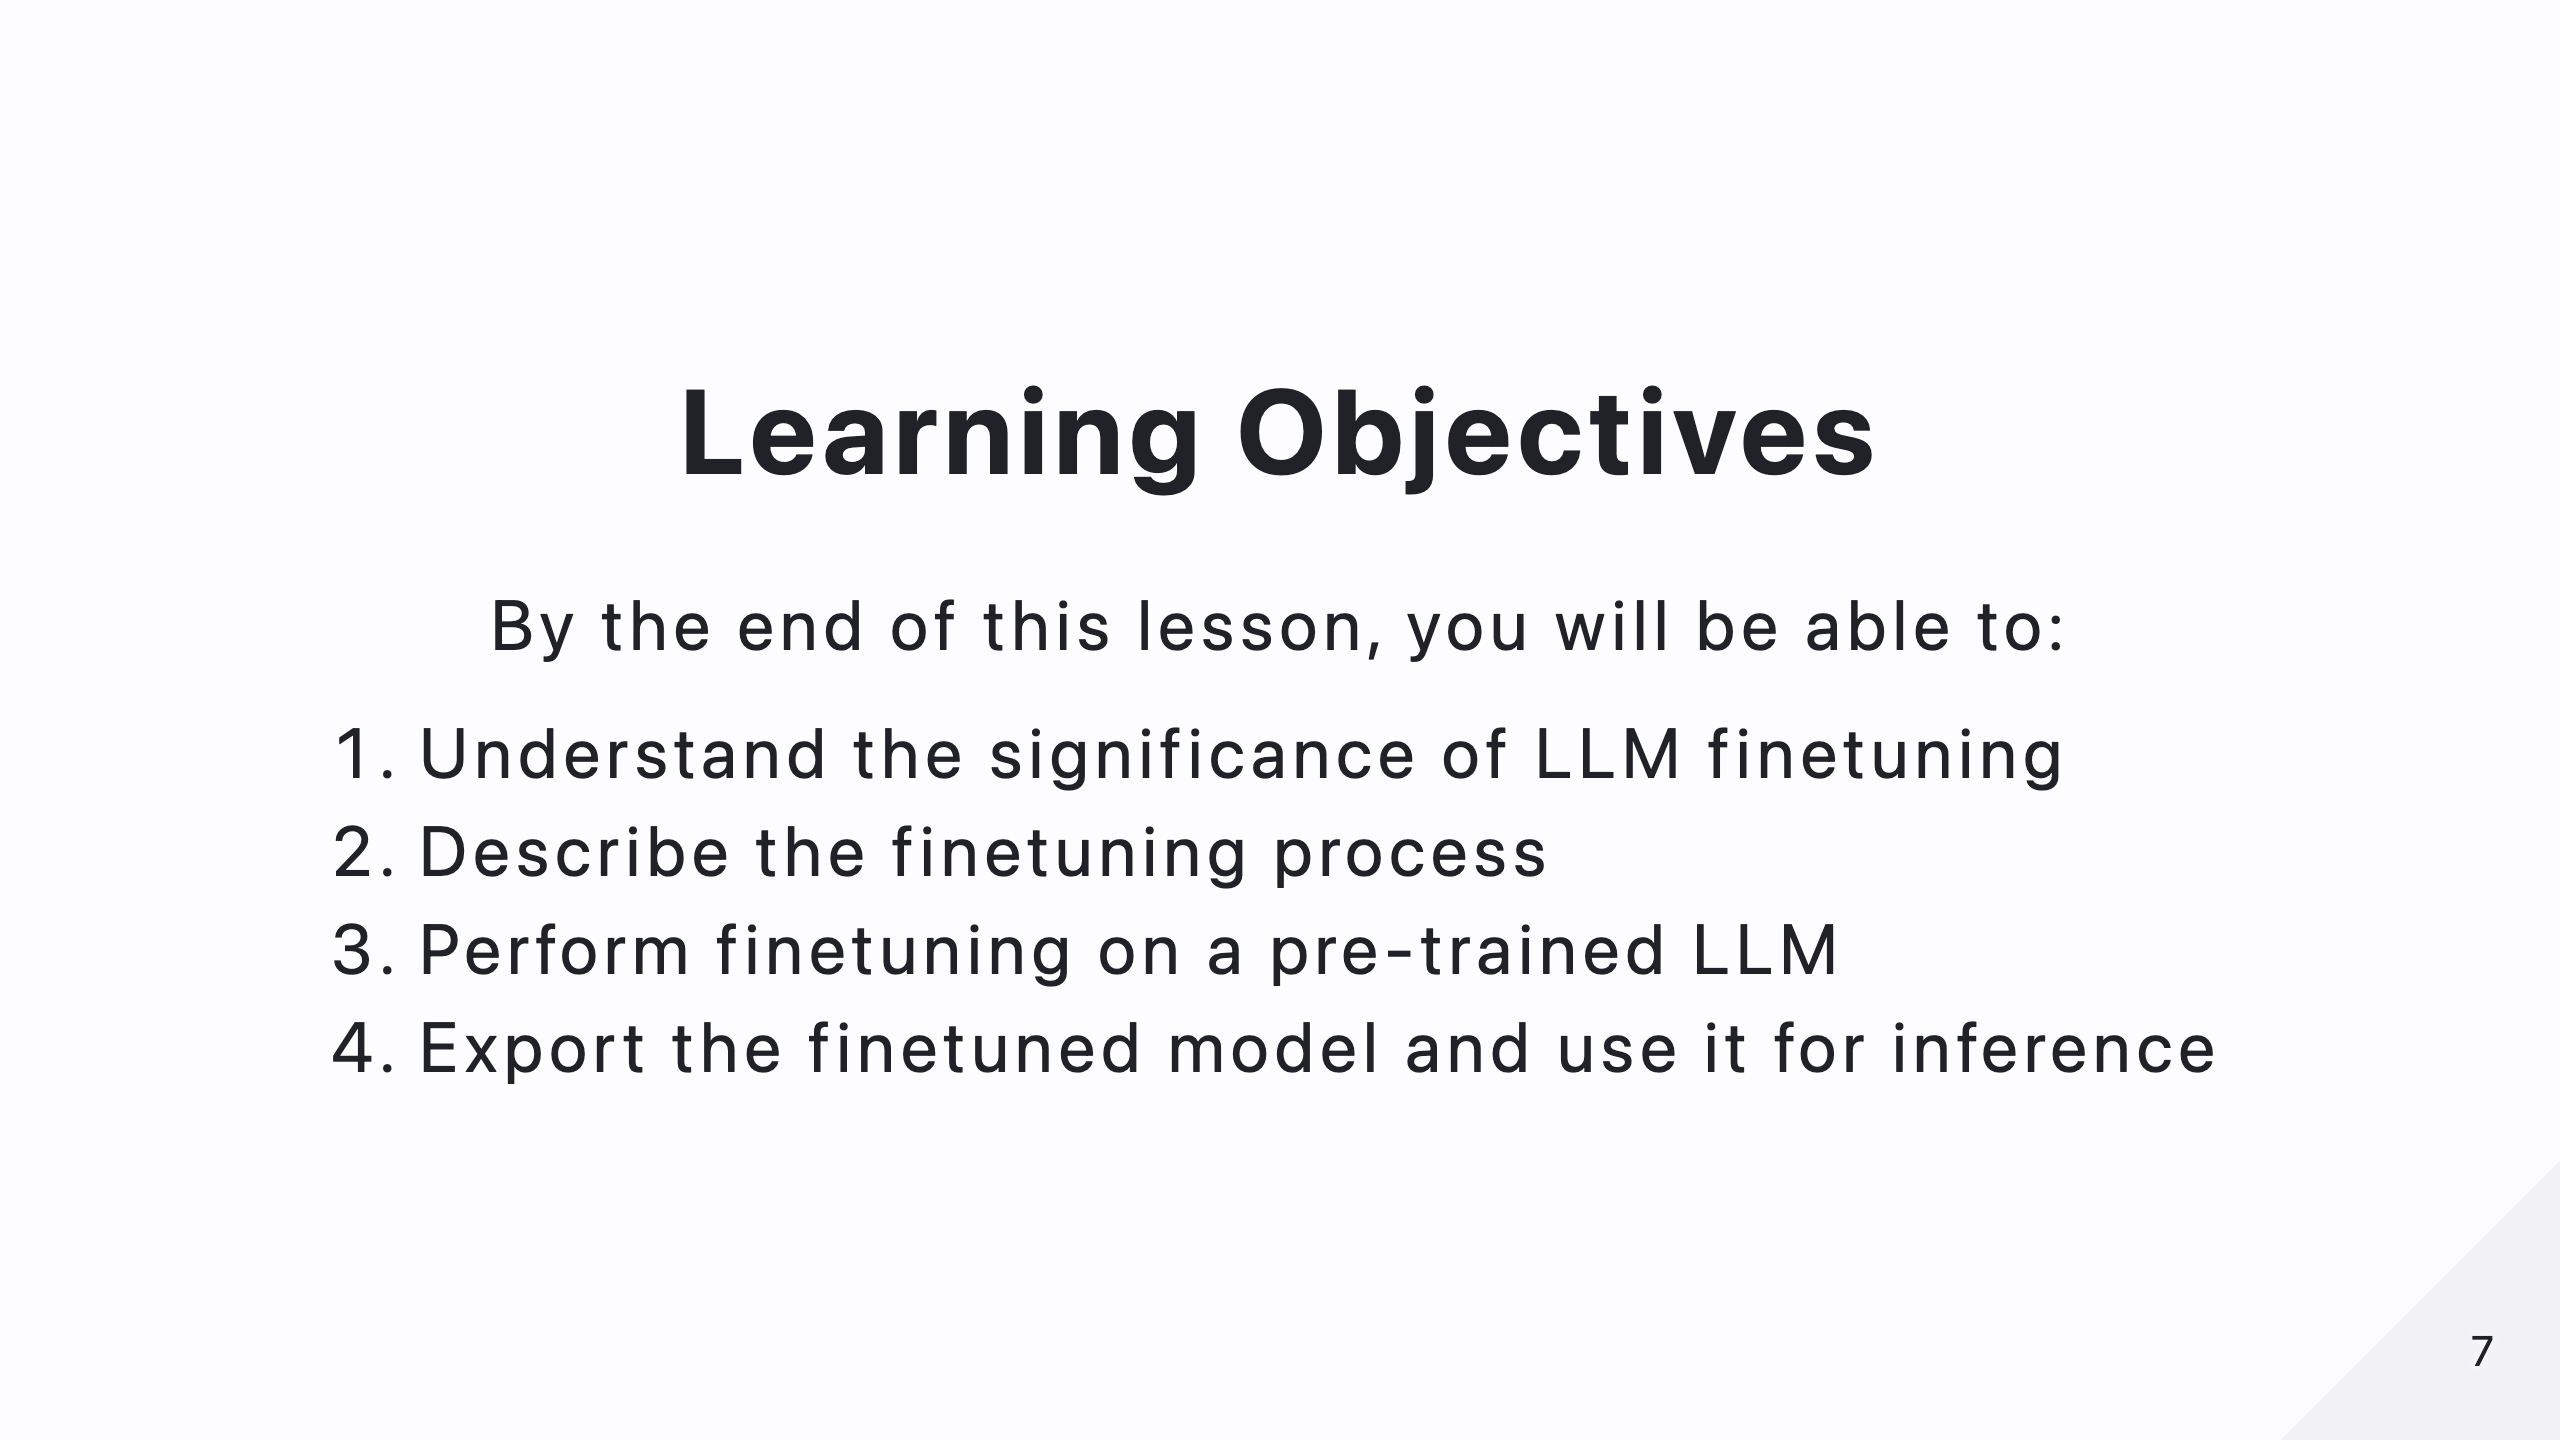 Learning Objectives
By the end of this lesson, you will be able to:
1. Understand the significance of LLM finetuning
2. Describe the finetuning process
3. Perform finetuning on a pre-trained LLM
4. Export the finetuned model and use it for inference
7